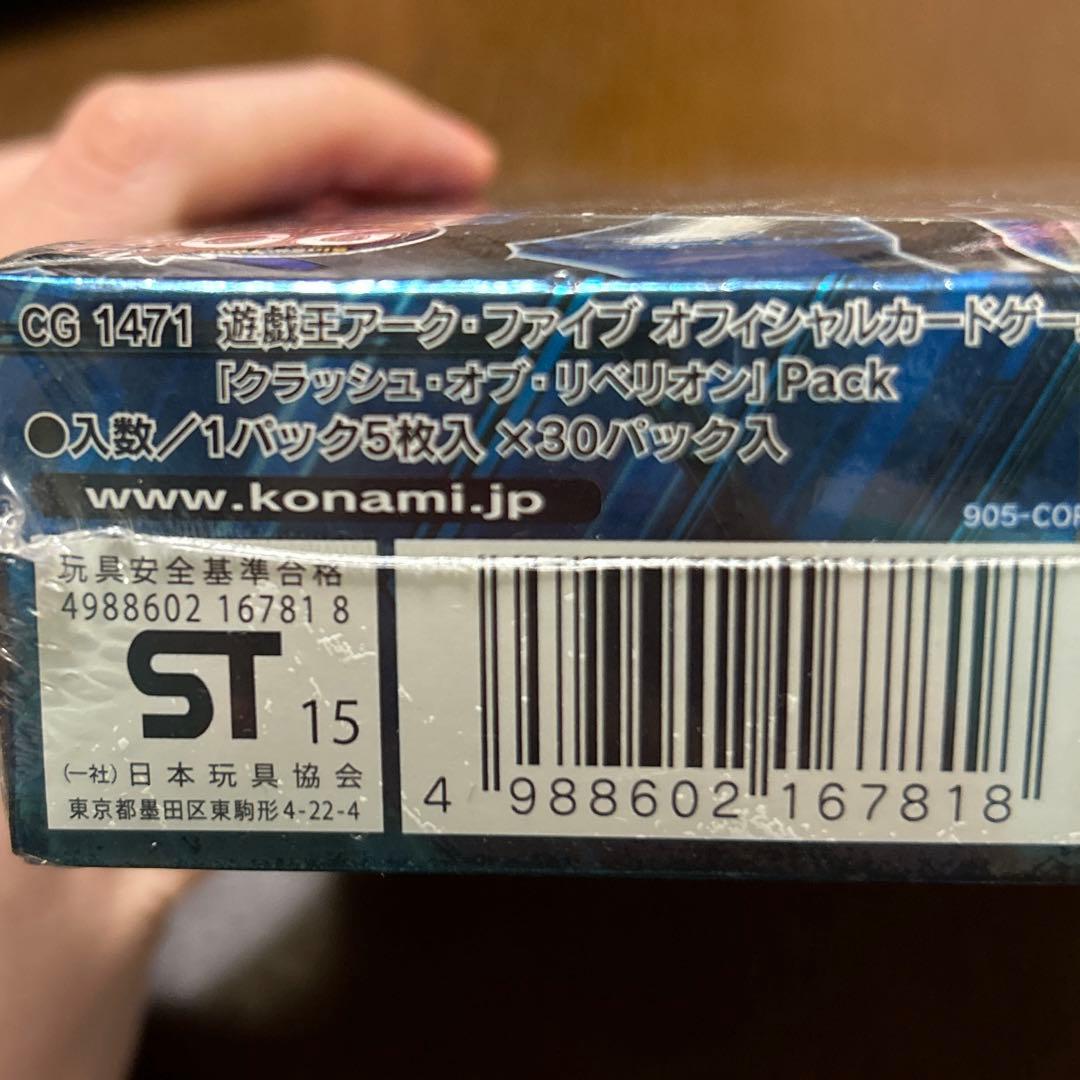 CG 1471 遊戯王アーク・ファイブ オフィシャルカードゲー
「クラッシュ・オブ・リベリオン」Pack
●入数／1パック5枚入 ×30パック入
www.konami.jp
905-COR
玩具安全基準合格
4988602 16781 8
ST 15
(一社)日本玩具協会
東京都墨田区東駒形4-22-4
4 988602 167818